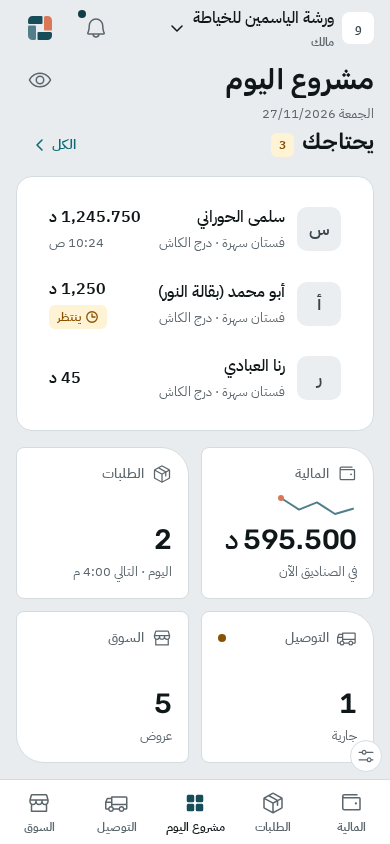 و
ورشة الياسمين للخياطة
مالك
مشروع اليوم
الجمعة 27/11/2026
يحتاجك 3
الكل
س
سلمى الحوراني
1,245.750 د
فستان سهرة · درج الكاش
10:24 ص
أ
أبو محمد (بقالة النور)
1,250 د
فستان سهرة · درج الكاش
ينتظر
ر
رنا العبادي
45 د
فستان سهرة · درج الكاش
المالية
595.500 د
في الصناديق الآن
الطلبات
2
اليوم · التالي 4:00 م
التوصيل
1
جارية
السوق
5
عروض
المالية
الطلبات
مشروع اليوم
التوصيل
السوق